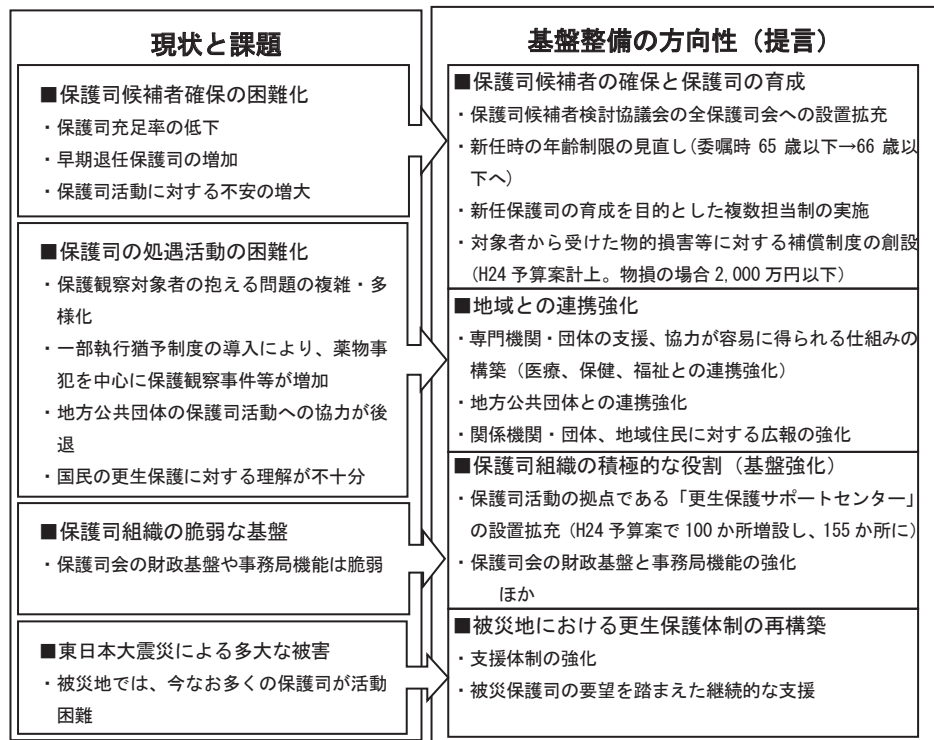 現状と課題
■保護司候補者確保の困難化
・保護司充足率の低下
・早期退任保護司の増加
・保護司活動に対する不安の増大
■保護司の処遇活動の困難化
・保護観察対象者の抱える問題の複雑・多
様化
・一部執行猶予制度の導入により、薬物事
犯を中心に保護観察事件等が増加
・地方公共団体の保護司活動への協力が後
退
・国民の更生保護に対する理解が不十分
■保護司組織の脆弱な基盤
・保護司会の財政基盤や事務局機能は脆弱
■東日本大震災による多大な被害
・被災地では、今なお多くの保護司が活動
困難
基盤整備の方向性（提言）
■保護司候補者の確保と保護司の育成
・保護司候補者検討協議会の全保護司会への設置拡充
・新任時の年齢制限の見直し(委嘱時 65 歳以下→66 歳以
下へ)
・新任保護司の育成を目的とした複数担当制の実施
・対象者から受けた物的損害等に対する補償制度の創設
(H24 予算案計上。物損の場合 2,000 万円以下)
■地域との連携強化
・専門機関・団体の支援、協力が容易に得られる仕組みの
構築（医療、保健、福祉との連携強化）
・地方公共団体との連携強化
・関係機関・団体、地域住民に対する広報の強化
■保護司組織の積極的な役割（基盤強化）
・保護司活動の拠点である「更生保護サポートセンター」
の設置拡充 (H24 予算案で 100 か所増設し、155 か所に)
・保護司会の財政基盤と事務局機能の強化
ほか
■被災地における更生保護体制の再構築
・支援体制の強化
・被災保護司の要望を踏まえた継続的な支援